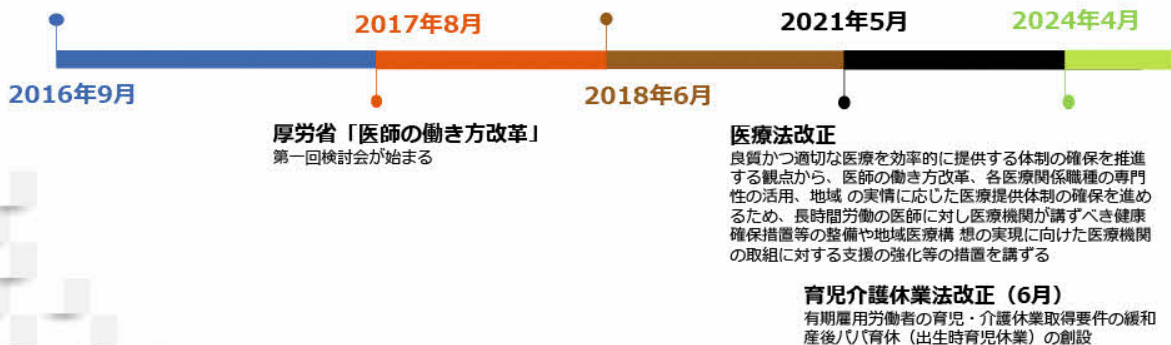 2017年8月
2021年5月
2024年4月
2016年9月
2018年6月
厚労省「医師の働き方改革」
第一回検討会が始まる
医療法改正
良質かつ適切な医療を効率的に提供する体制の確保を推進
する観点から、医師の働き方改革、各医療関係職種の専門
性の活用、地域 の実情に応じた医療提供体制の確保を進め
るため、長時間労働の医師に対し医療機関が講ずべき健康
確保措置等の整備や地域医療構 想の実現に向けた医療機関
の取組に対する支援の強化等の措置を講ずる
育児介護休業法改正（6月）
有期雇用労働者の育児・介護休業取得要件の緩和
産後パパ育休（出生時育児休業）の創設